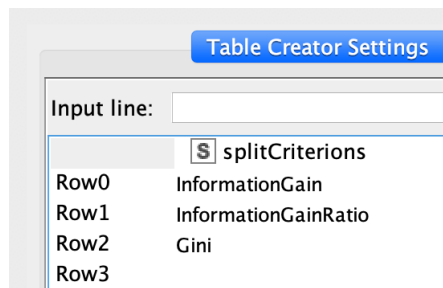 Table Creator Settings
Input line:
S splitCriterions
Row0 InformationGain
Row1 InformationGainRatio
Row2 Gini
Row3